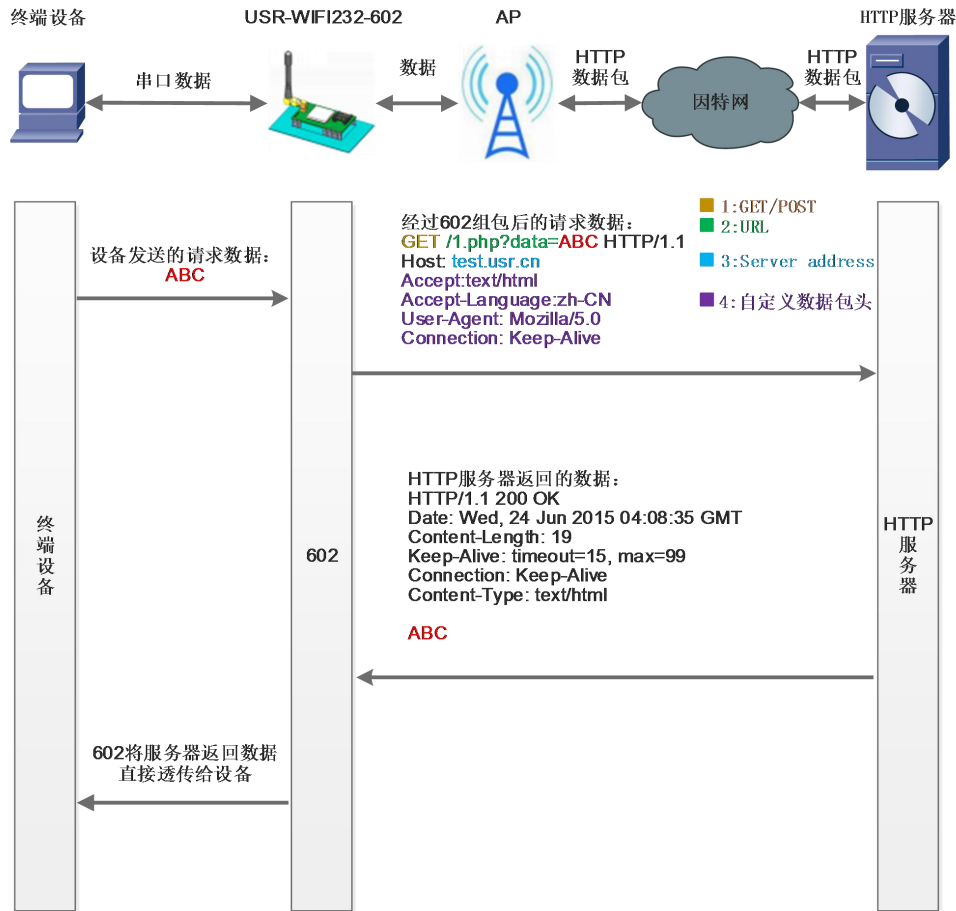 终端设备
USR-WIFI232-602
AP
HTTP服务器
串口数据
数据
HTTP
数据包
因特网
HTTP
数据包
设备发送的请求数据：
ABC
经过602组包后的请求数据：
GET /1.php?data=ABC HTTP/1.1
Host: test.usr.cn
Accept:text/html
Accept-Language:zh-CN
User-Agent: Mozilla/5.0
Connection: Keep-Alive
1:GET/POST
2:URL
3:Server address
4:自定义数据包头
HTTP服务器返回的数据：
HTTP/1.1 200 OK
Date: Wed, 24 Jun 2015 04:08:35 GMT
Content-Length: 19
Keep-Alive: timeout=15, max=99
Connection: Keep-Alive
Content-Type: text/html
ABC
终
端
设
备
602
HTTP
服
务
器
602将服务器返回数据
直接透传给设备